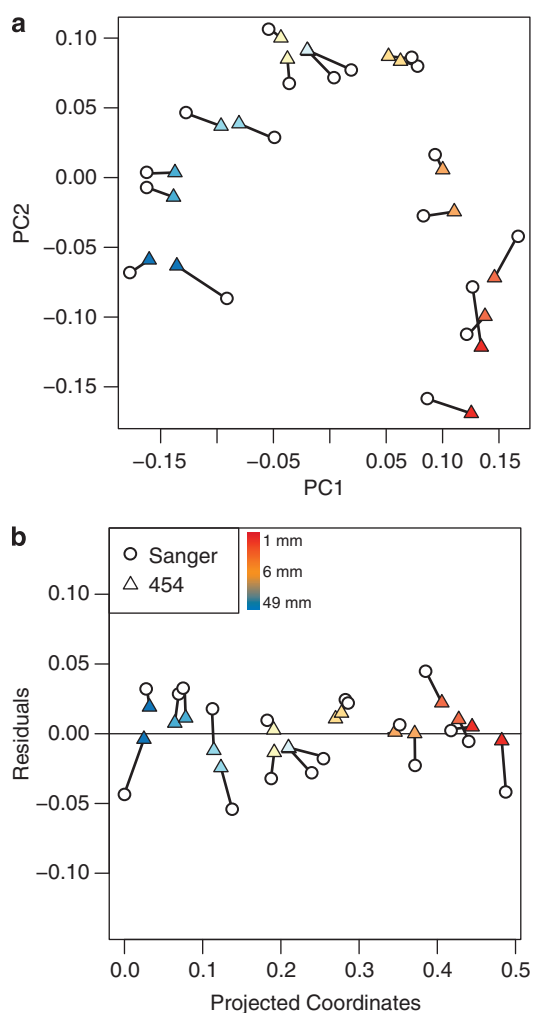 a
0.10
0.05
0.00
−0.05
−0.10
−0.15
PC2
−0.15 −0.05 0.05 0.10 0.15
PC1
b
Sanger
454
1 mm
6 mm
49 mm
0.10
0.05
0.00
−0.05
−0.10
Residuals
0.0 0.1 0.2 0.3 0.4 0.5
Projected Coordinates